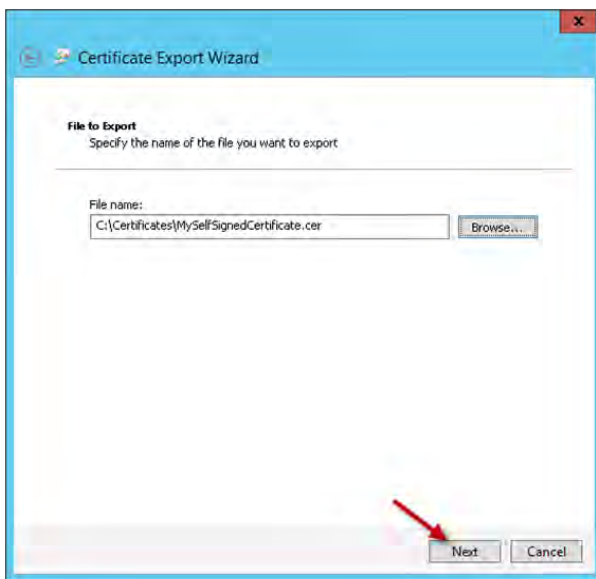 x
Certificate Export Wizard
File to Export
Specify the name of the file you want to export
File name:
C:\Certificates\MySelfSignedCertificate.cer
Browse...
Next
Cancel